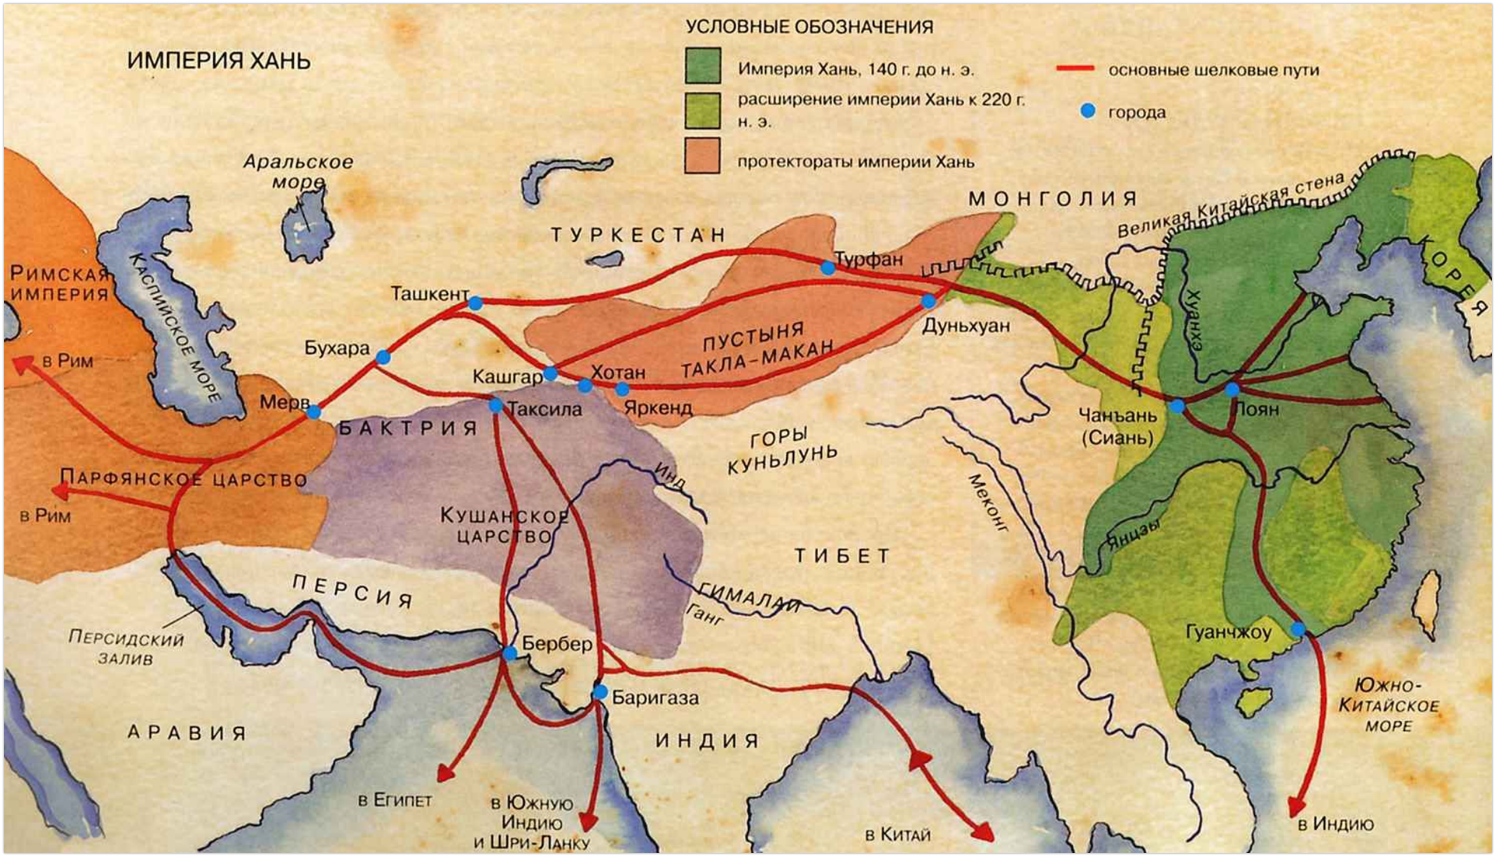 ИМПЕРИЯ ХАНЬ
УСЛОВНЫЕ ОБОЗНАЧЕНИЯ
Империя Хань, 140 г. до н. э.
расширение империи Хань к 220 г.
н. э.
протектораты империи Хань
основные шелковые пути
города
Аральское
море
МОНГОЛИЯ
Великая Китайская стена
ТУРКЕСТАН
КОРЕЯ
Римская
империя
Каспийское море
Турфан
Ташкент
Хуанхэ
Дуньхуан
Пустыня
Такла-Макан
Бухара
в Рим
Кашгар
Хотан
Мерв
Таксила
Яркенд
Чанъань
(Сиань)
Лоян
БАКТРИЯ
ГОРЫ
КУНЬЛУНЬ
Парфянское царство
Инд
Меконг
в Рим
Кушанское
царство
Янцзы
ТИБЕТ
ПЕРСИЯ
ГИМАЛАИ
Ганг
Персидский
залив
Бербер
Гуанчжоу
Баригаза
Южно-
Китайское
море
АРАВИЯ
ИНДИЯ
в Египет
в Южную
Индию
и Шри-Ланку
в Китай
в Индию